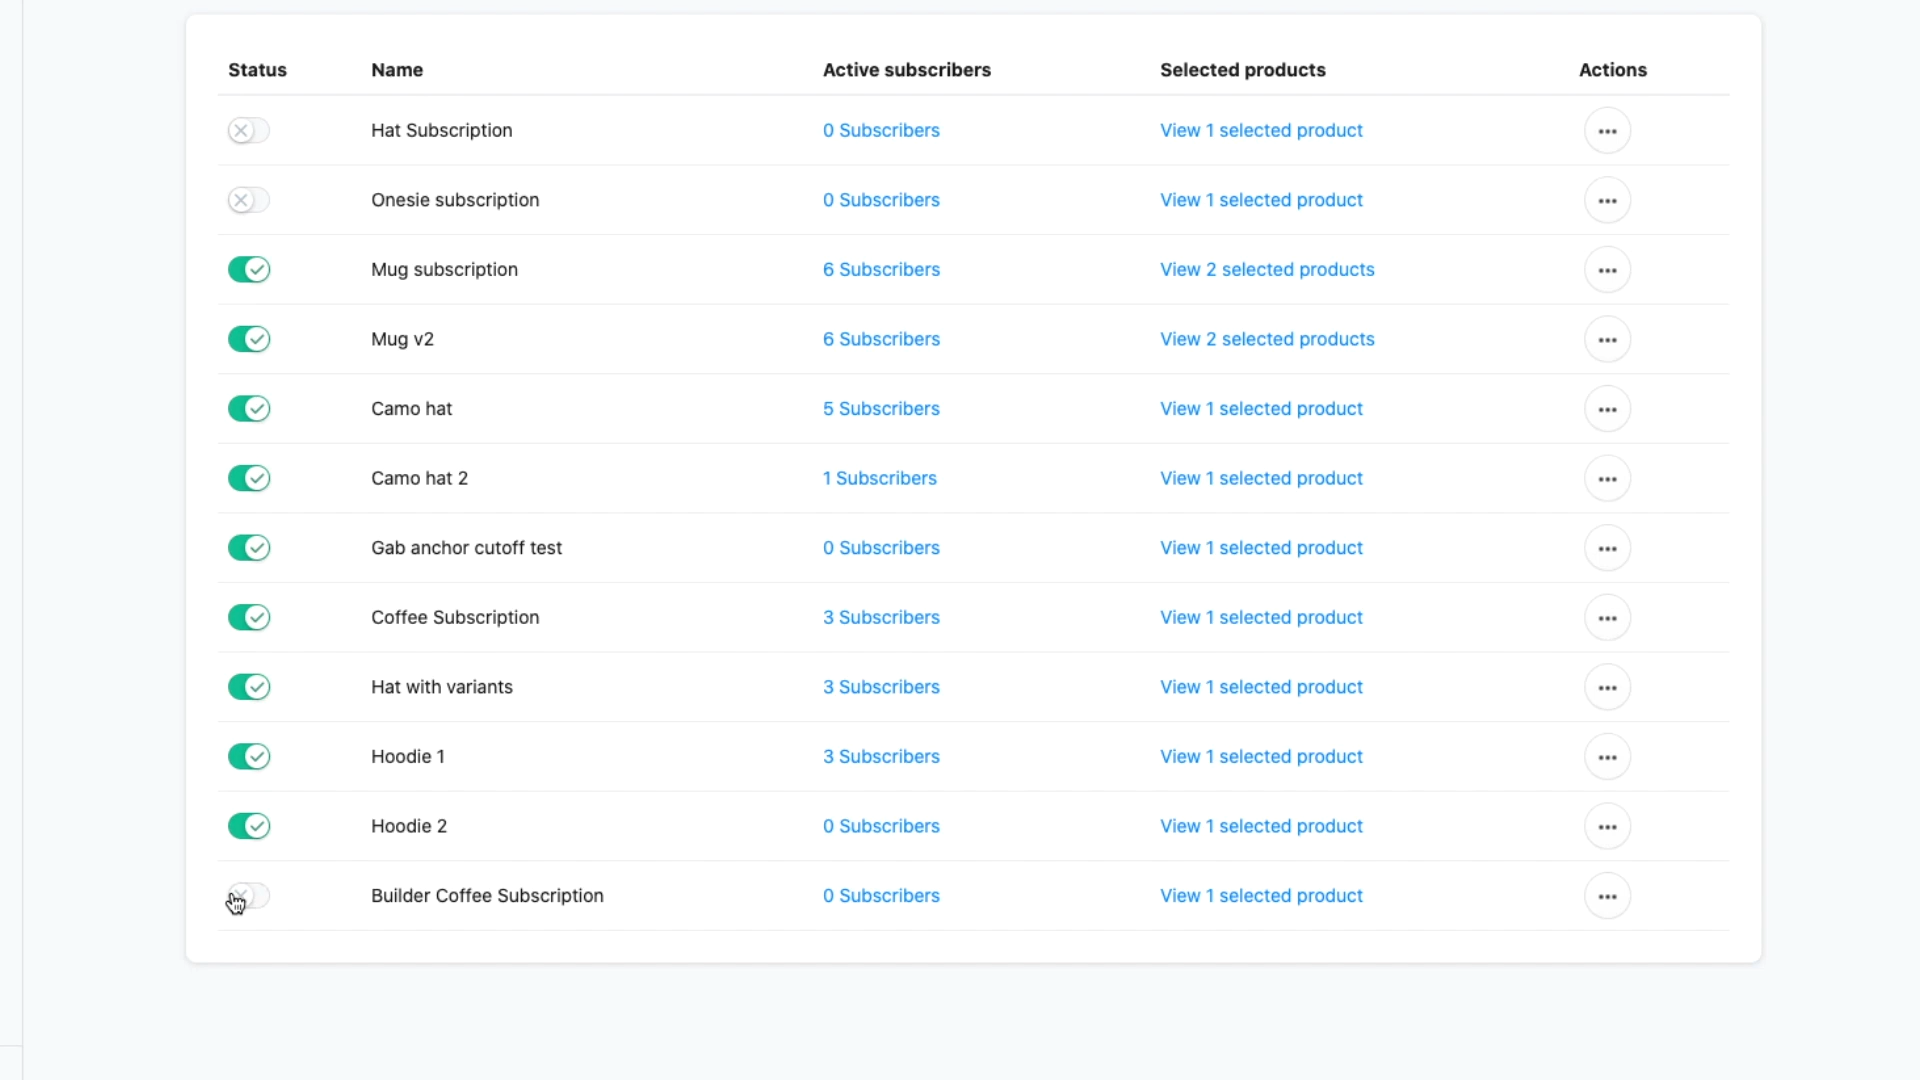 Status Name Active subscribers Selected products Actions
Hat Subscription 0 Subscribers View 1 selected product
Onesie subscription 0 Subscribers View 1 selected product
Mug subscription 6 Subscribers View 2 selected products
Mug v2 6 Subscribers View 2 selected products
Camo hat 5 Subscribers View 1 selected product
Camo hat 2 1 Subscribers View 1 selected product
Gab anchor cutoff test 0 Subscribers View 1 selected product
Coffee Subscription 3 Subscribers View 1 selected product
Hat with variants 3 Subscribers View 1 selected product
Hoodie 1 3 Subscribers View 1 selected product
Hoodie 2 0 Subscribers View 1 selected product
Builder Coffee Subscription 0 Subscribers View 1 selected product